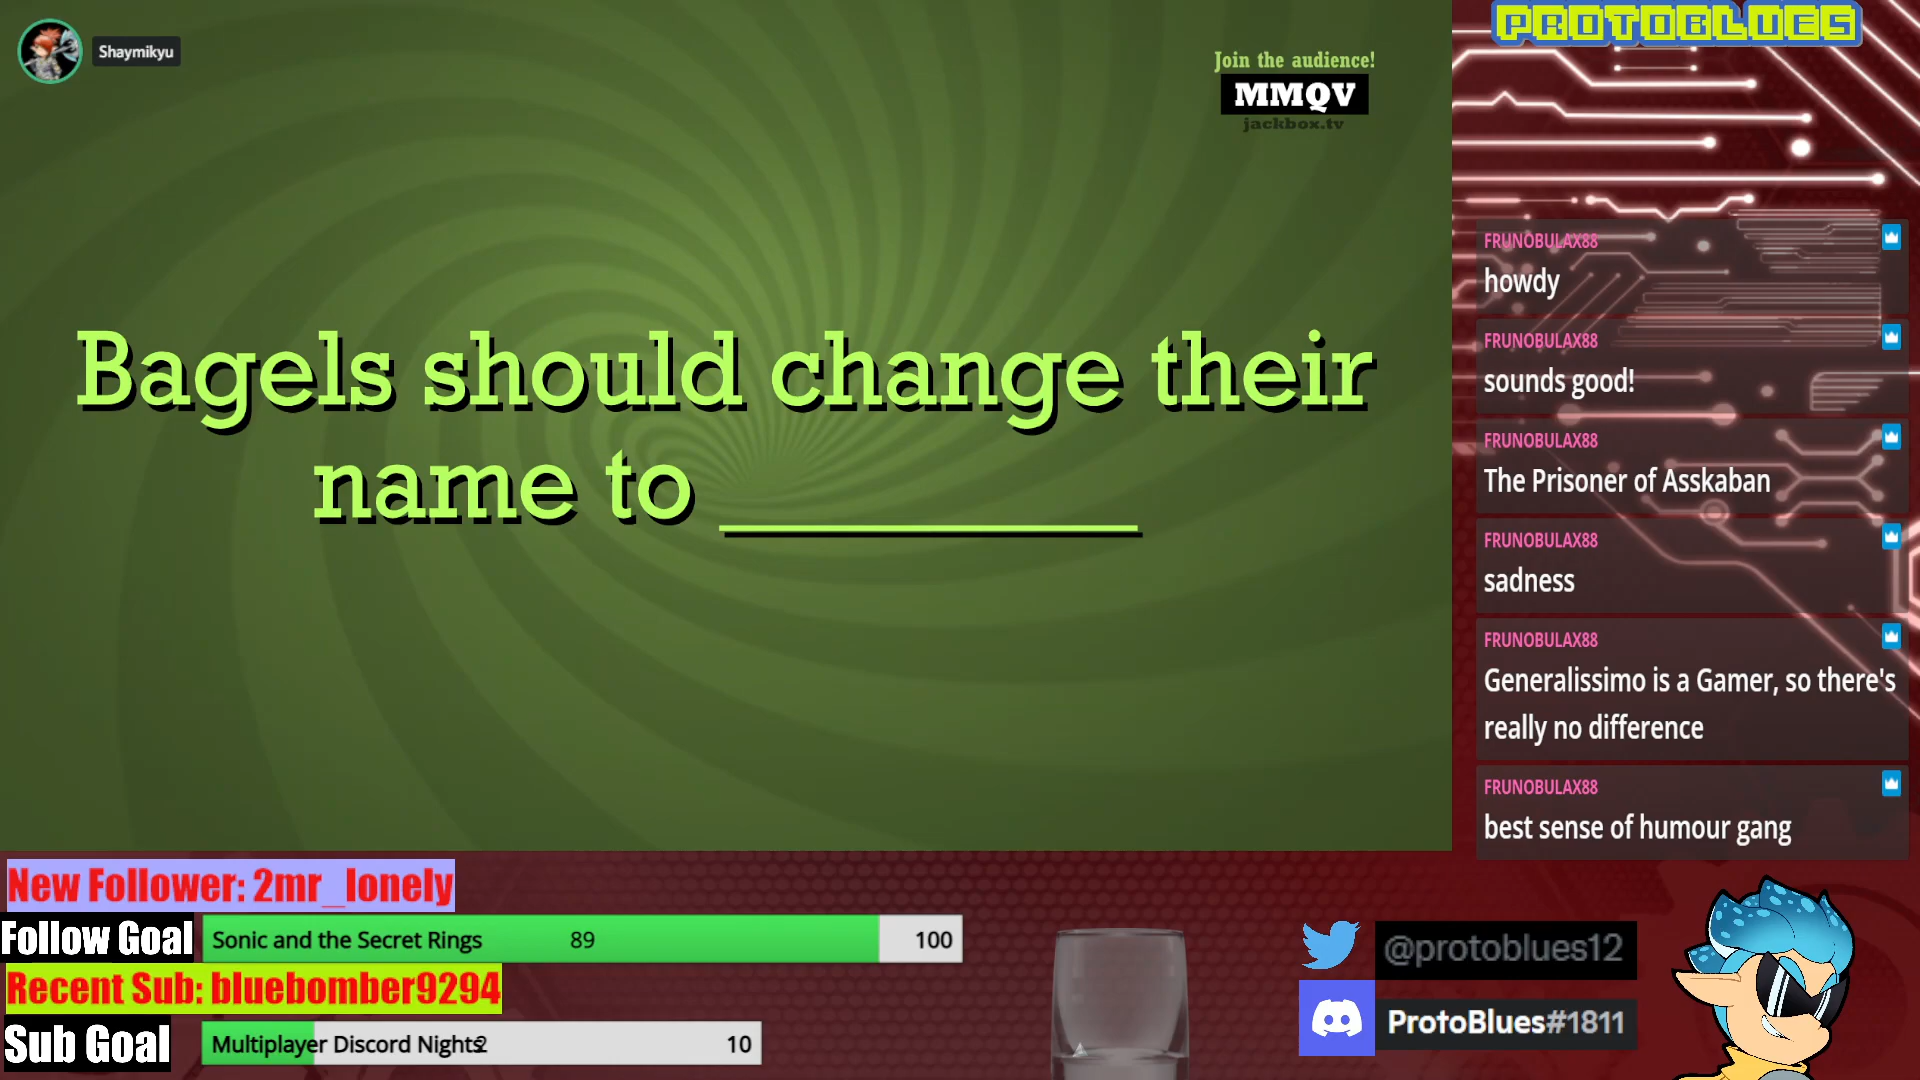 Shaymikyu
Join the audience!
MMQV
jackbox.tv
Bagels should change their
name to __________
PROTOBLUES
FRUNOBULAX88
howdy
FRUNOBULAX88
sounds good!
FRUNOBULAX88
The Prisoner of Asskaban
FRUNOBULAX88
sadness
FRUNOBULAX88
Generalissimo is a Gamer, so there's
really no difference
FRUNOBULAX88
best sense of humour gang
New Follower: 2mr_lonely
Follow Goal
Sonic and the Secret Rings 89 100
Recent Sub: bluebomber9294
Sub Goal
Multiplayer Discord Nights 2 10
@protoblues12
ProtoBlues#1811